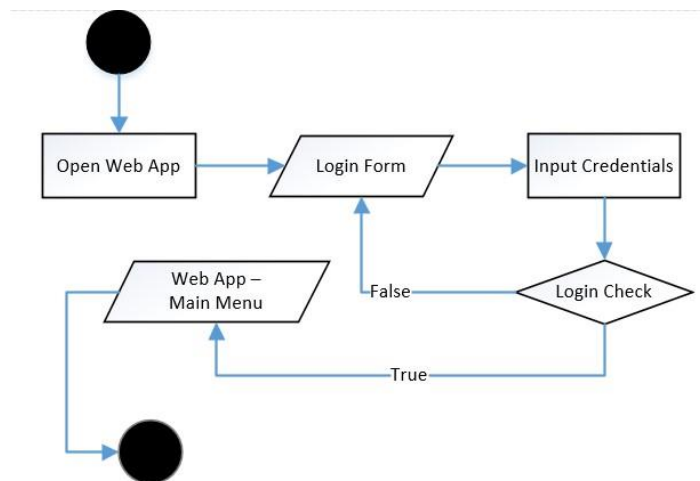 Open Web App
Login Form
Input Credentials
Web App –
Main Menu
False
Login Check
True